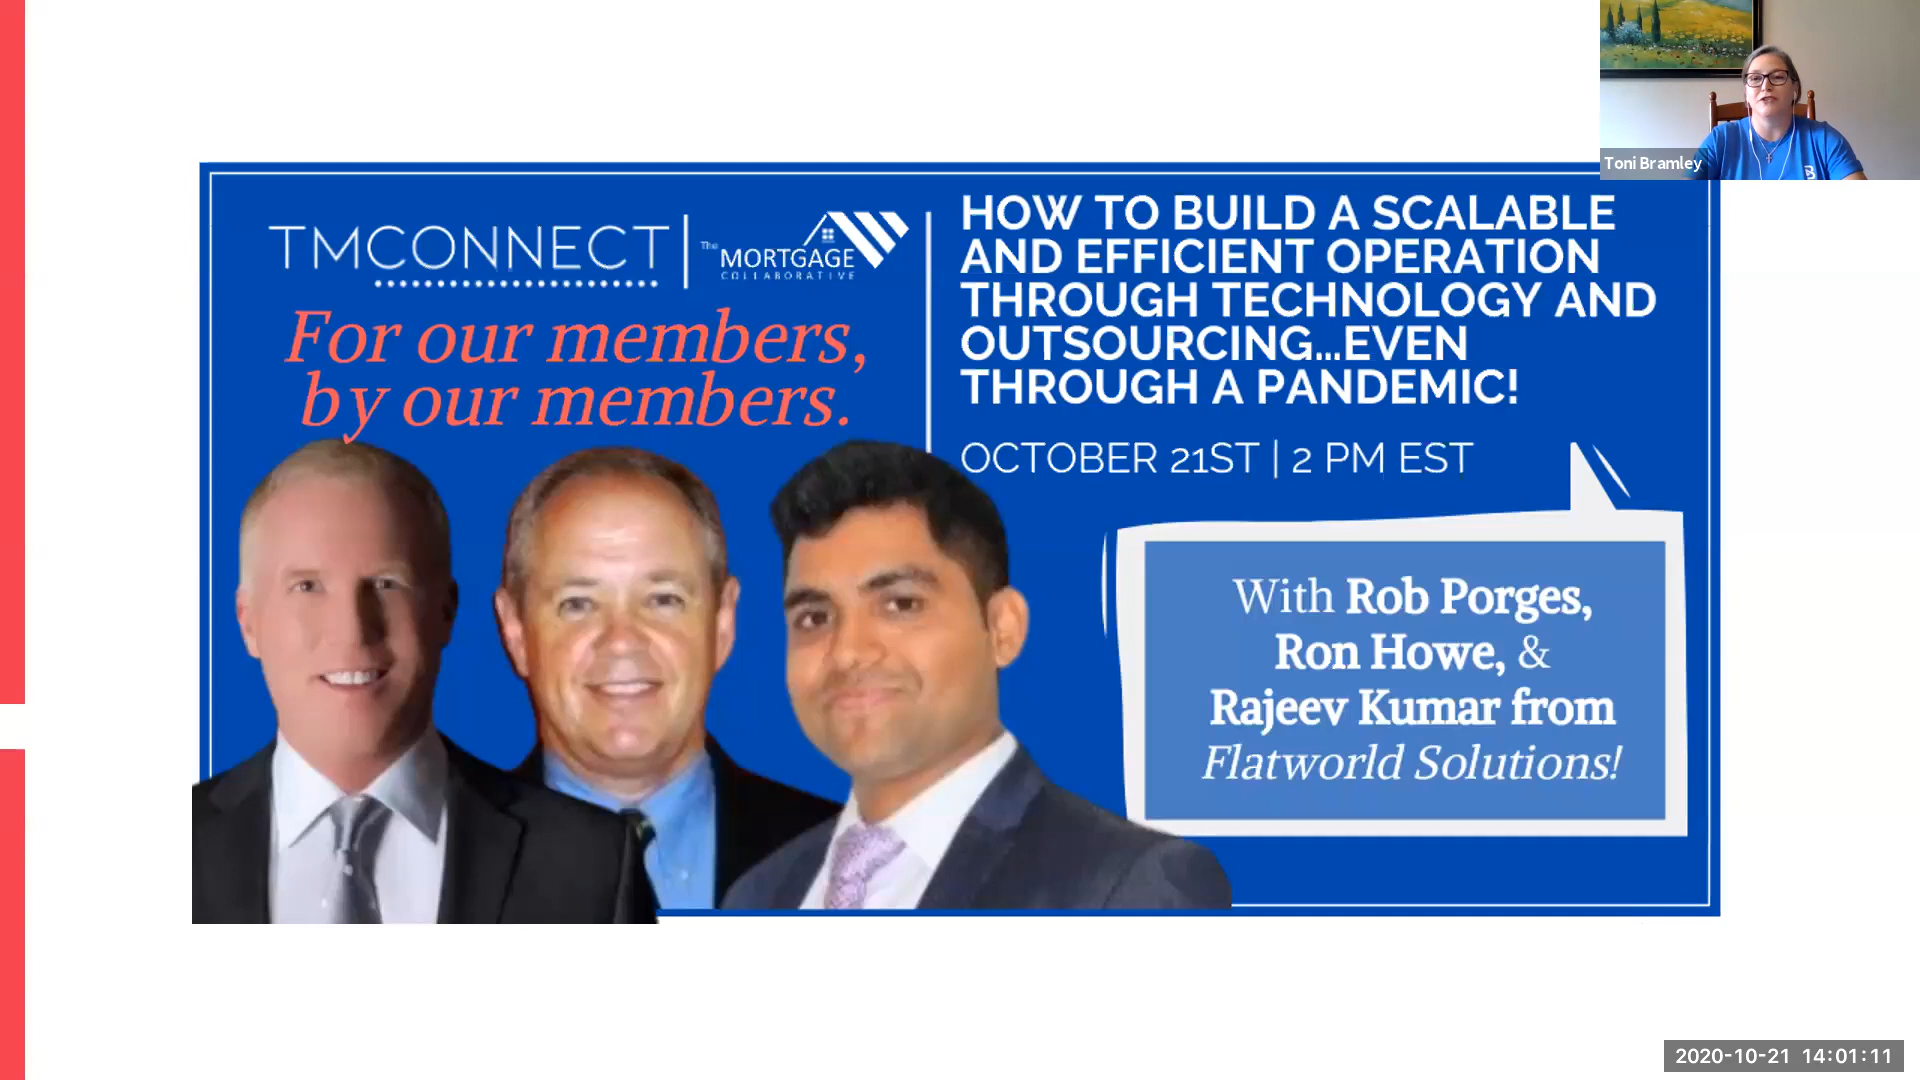 Toni Bramley
TMCONNECT
The
MORTGAGE
COLLABORATIVE
For our members,
by our members.
HOW TO BUILD A SCALABLE
AND EFFICIENT OPERATION
THROUGH TECHNOLOGY AND
OUTSOURCING...EVEN
THROUGH A PANDEMIC!
OCTOBER 21ST | 2 PM EST
With Rob Porges,
Ron Howe, &
Rajeev Kumar from
Flatworld Solutions!
2020-10-21 14:01:11